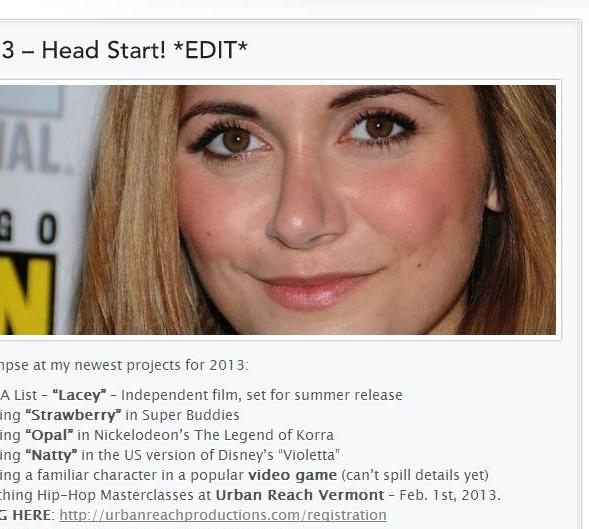 3 – Head Start! *EDIT*
IAL.
G O
N
mpse at my newest projects for 2013:
A List – “Lacey” – Independent film, set for summer release
ing “Strawberry” in Super Buddies
ing “Opal” in Nickelodeon’s The Legend of Korra
ing “Natty” in the US version of Disney’s “Violetta”
ing a familiar character in a popular video game (can’t spill details yet)
ching Hip-Hop Masterclasses at Urban Reach Vermont – Feb. 1st, 2013.
G HERE: http://urbanreachproductions.com/registration